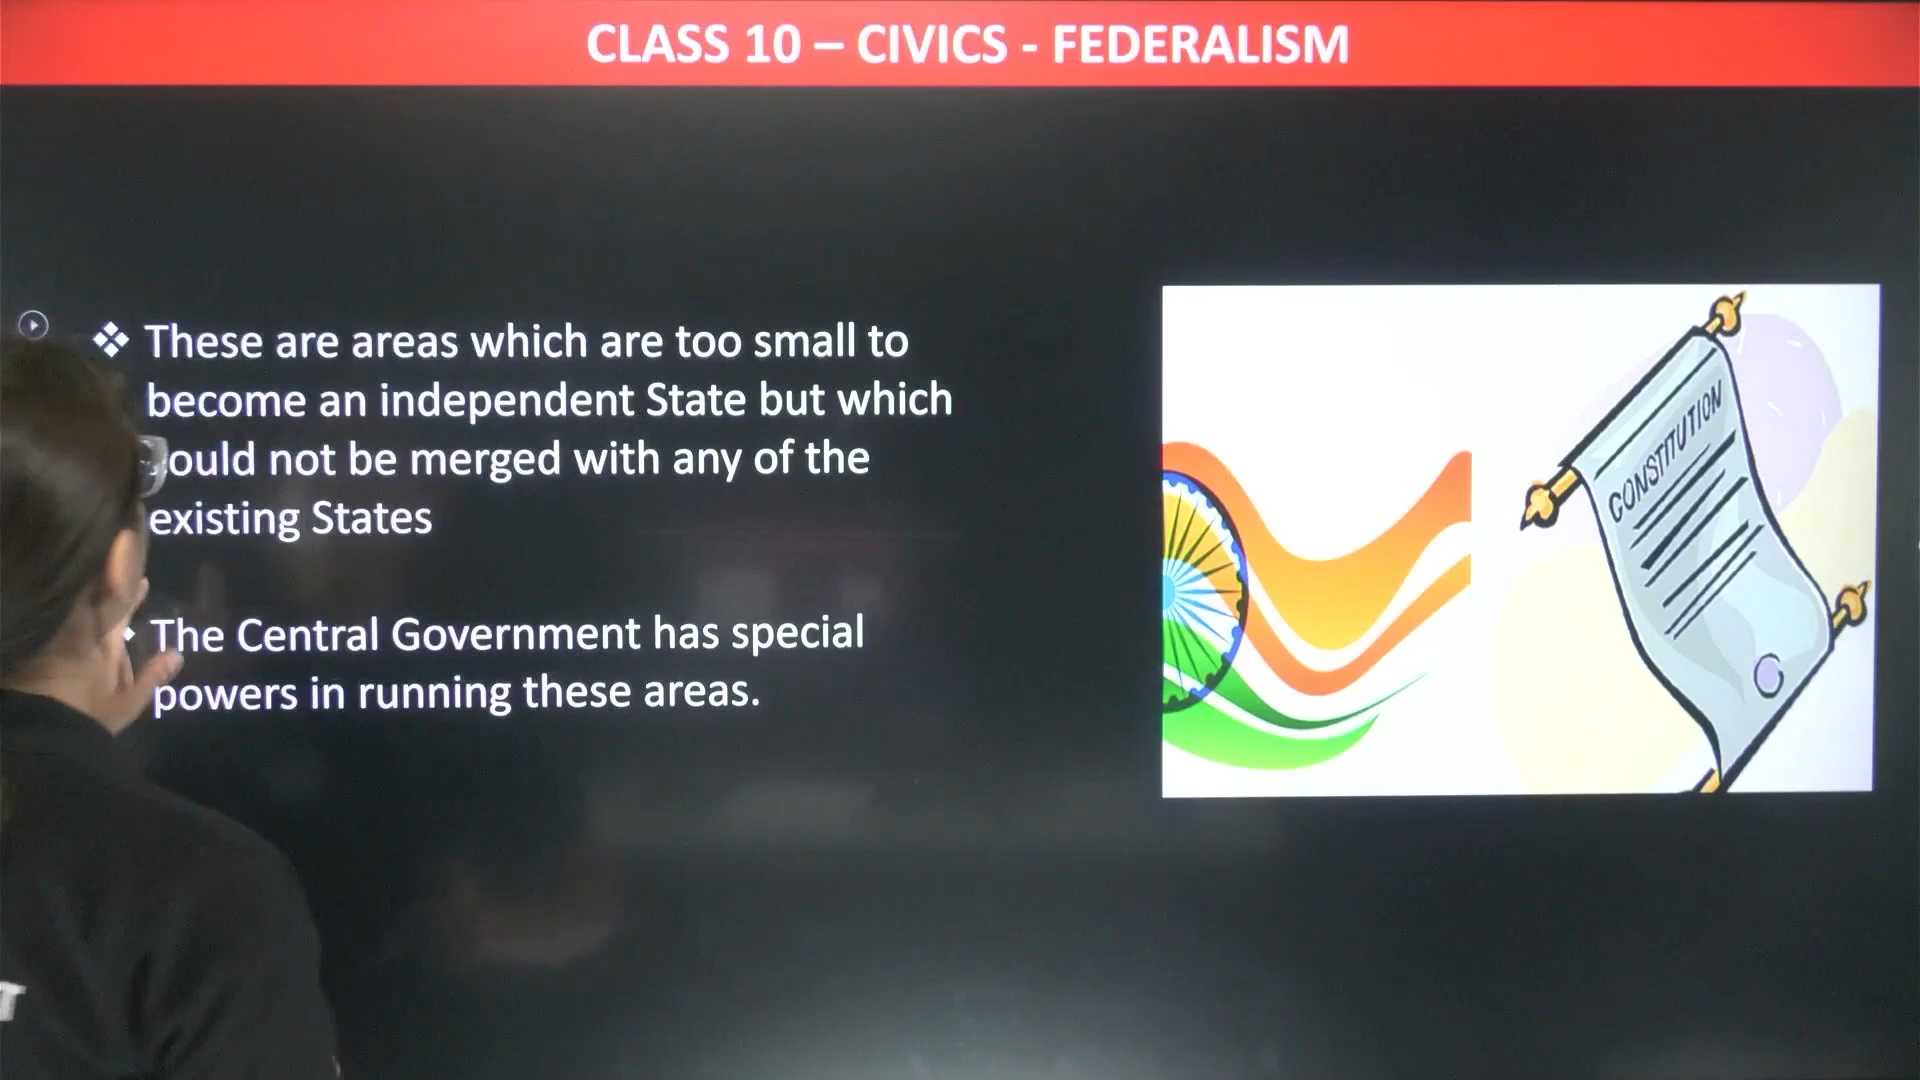 CLASS 10 – CIVICS - FEDERALISM
❖ These are areas which are too small to
become an independent State but which
ould not be merged with any of the
existing States
The Central Government has special
powers in running these areas.
CONSTITUTION
T